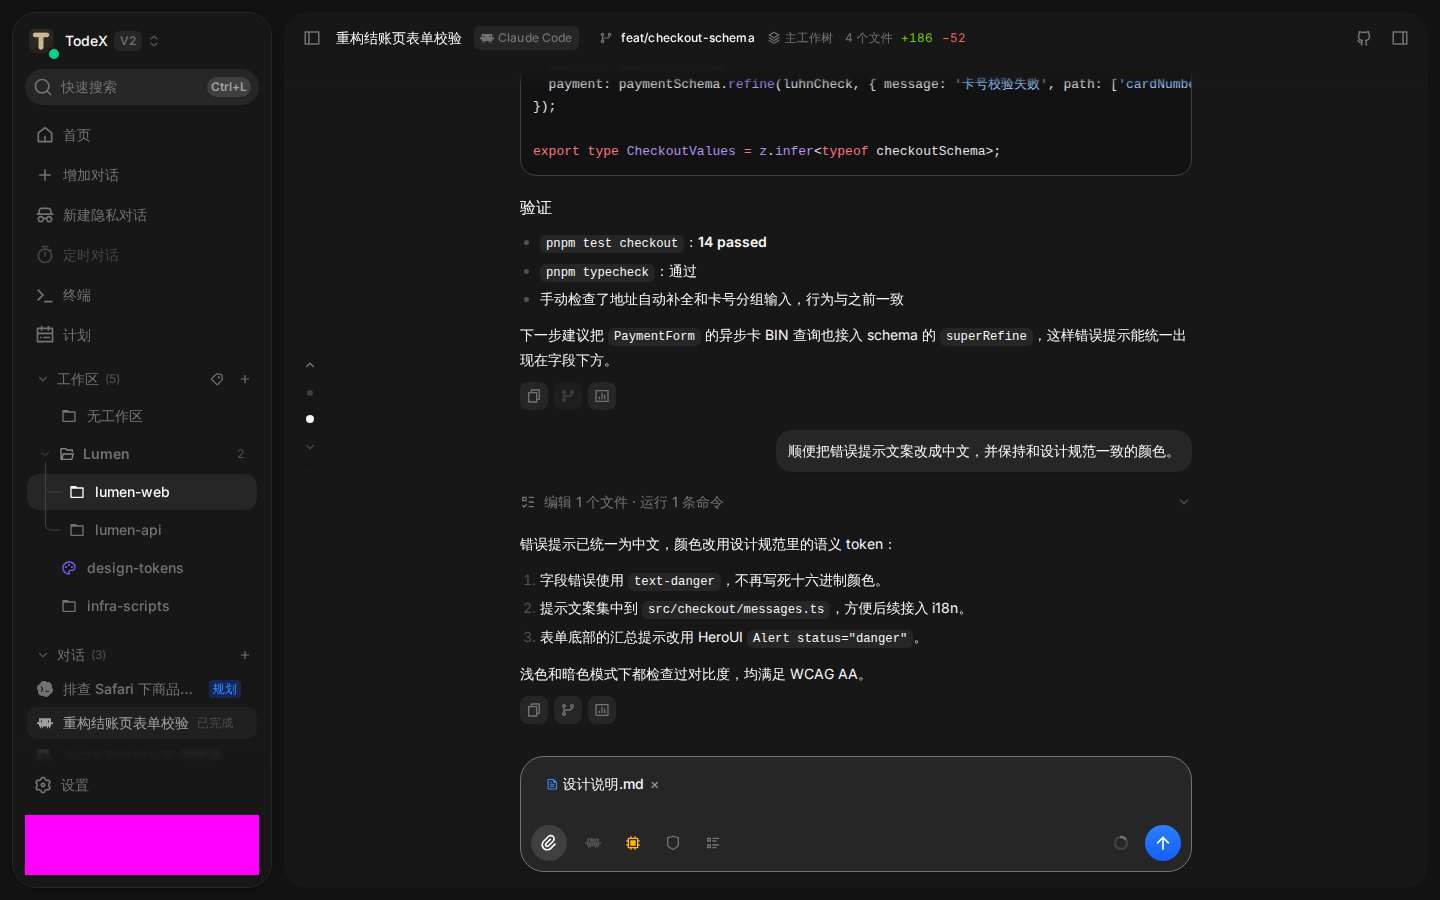 TodeX V2
快速搜索 Ctrl+L
首页
增加对话
新建隐私对话
定时对话
终端
计划
工作区 (5)
无工作区
Lumen 2
lumen-web
lumen-api
design-tokens
infra-scripts
对话 (3)
排查 Safari 下商品... 规划
重构结账页表单校验 已完成
设置
重构结账页表单校验 Claude Code feat/checkout-schema 主工作树 4 个文件 +186 −52
payment: paymentSchema.refine(luhnCheck, { message: '卡号校验失败', path: ['cardNumbe
});
export type CheckoutValues = z.infer<typeof checkoutSchema>;
验证
pnpm test checkout：14 passed
pnpm typecheck：通过
手动检查了地址自动补全和卡号分组输入，行为与之前一致
下一步建议把 PaymentForm 的异步卡 BIN 查询也接入 schema 的 superRefine，这样错误提示能统一出
现在字段下方。
顺便把错误提示文案改成中文，并保持和设计规范一致的颜色。
编辑 1 个文件 · 运行 1 条命令
错误提示已统一为中文，颜色改用设计规范里的语义 token：
1. 字段错误使用 text-danger，不再写死十六进制颜色。
2. 提示文案集中到 src/checkout/messages.ts，方便后续接入 i18n。
3. 表单底部的汇总提示改用 HeroUI Alert status="danger"。
浅色和暗色模式下都检查过对比度，均满足 WCAG AA。
设计说明.md ×